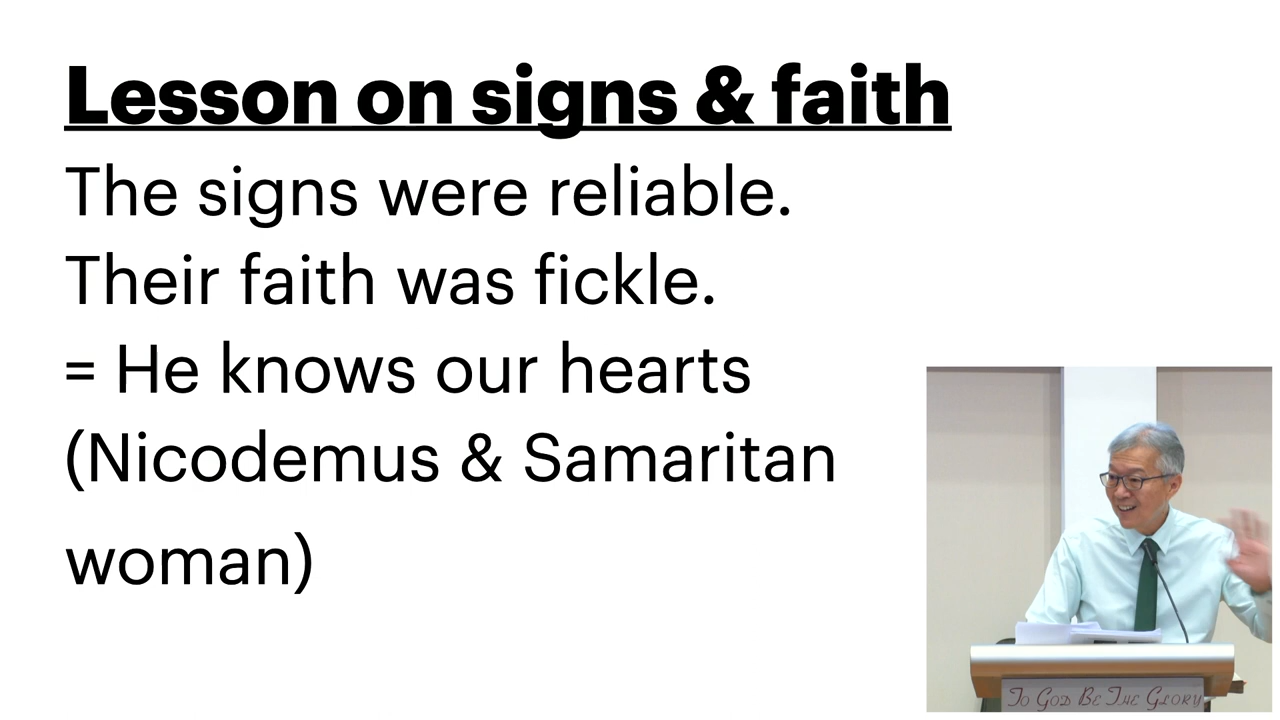 Lesson on signs & faith
The signs were reliable.
Their faith was fickle.
= He knows our hearts
(Nicodemus & Samaritan
woman)
To God Be The Glory